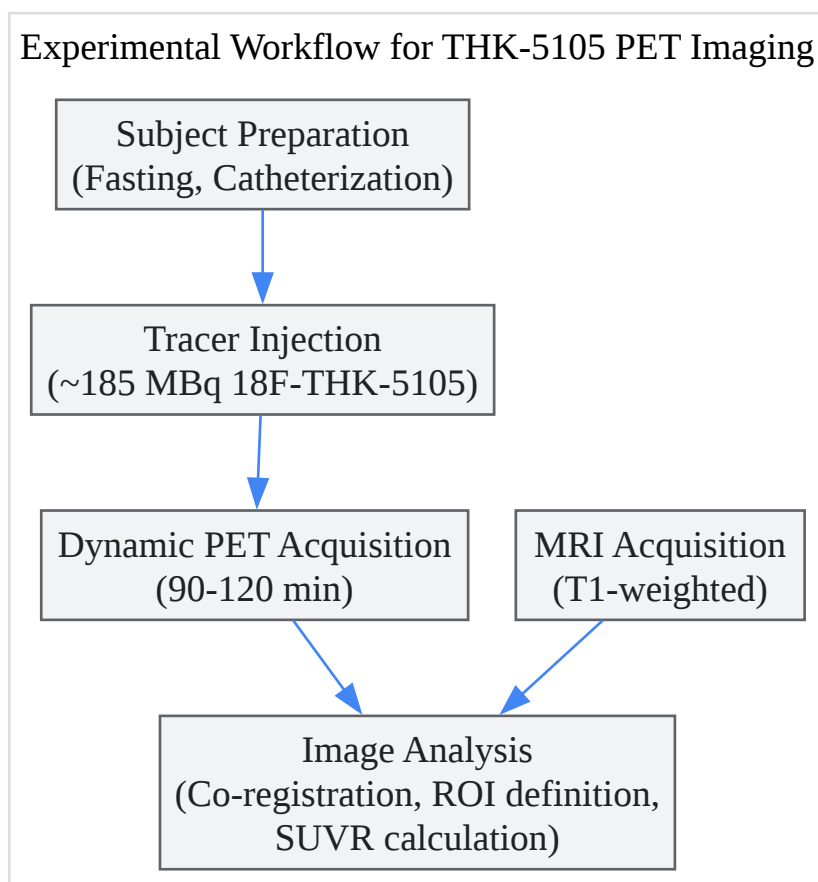 Experimental Workflow for THK-5105 PET Imaging
Subject Preparation
(Fasting, Catheterization)
Tracer Injection
(~185 MBq 18F-THK-5105)
Dynamic PET Acquisition
(90-120 min)
MRI Acquisition
(T1-weighted)
Image Analysis
(Co-registration, ROI definition,
SUVR calculation)